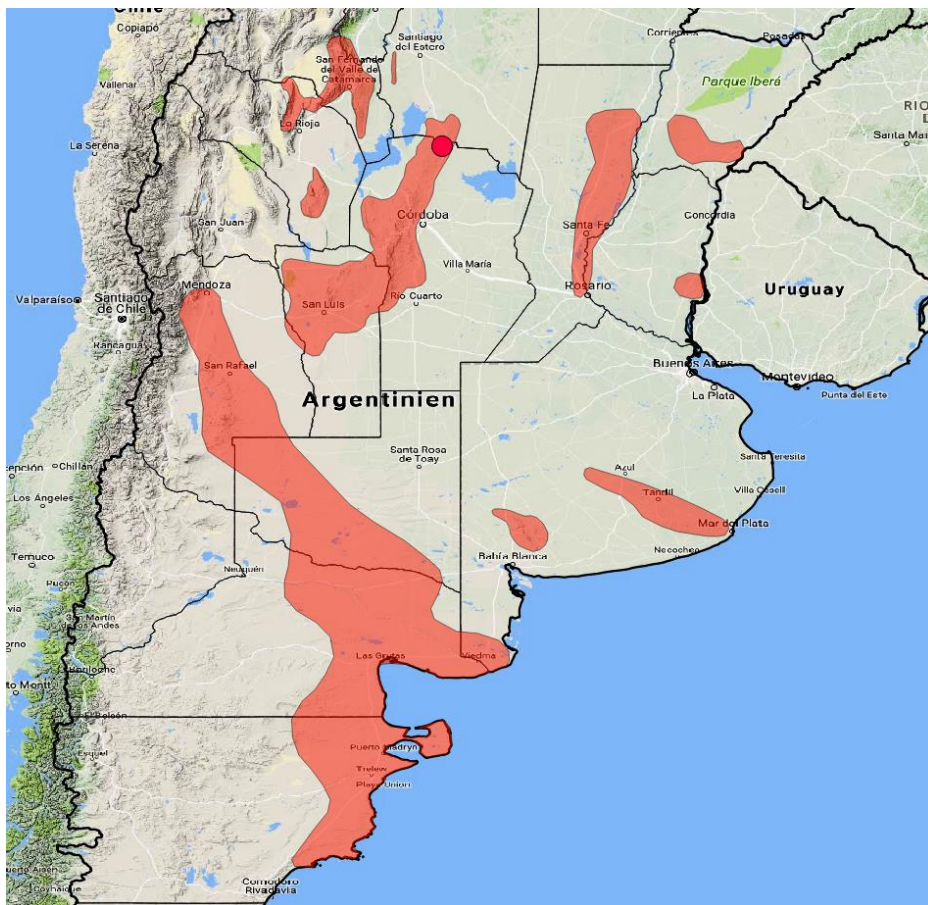 Chile
Copiapó
Santiago
del Estero
Corrientes
Posadas
San Fernando
del Valle de
Catamarca
Vallenar
Parque Iberá
La Rioja
La Serena
Santa Mar
San Juan
Córdoba
Concordia
Santa Fe
Villa María
Mendoza
Rosario
Uruguay
Valparaíso
Santiago
de Chile
San Luis
Río Cuarto
Rancagua
San Rafael
Buenos Aires
Montevideo
La Plata
Punta del Este
Argentinien
Santa Rosa
de Toay
cepción
Chillán
Santa Teresita
Azul
Los Ángeles
Tandil
Villa Gesell
Mar del Plata
Necochea
Temuco
Bahía Blanca
Neuquén
Pucón
San Martín
de los Andes
Las Grutas
Viedma
Bariloche
to Montt
El Bolsón
Puerto Madryn
Esquel
Trelew
Playa Unión
Puerto Aisén
Coyhaique
Comodoro
Rivadavia